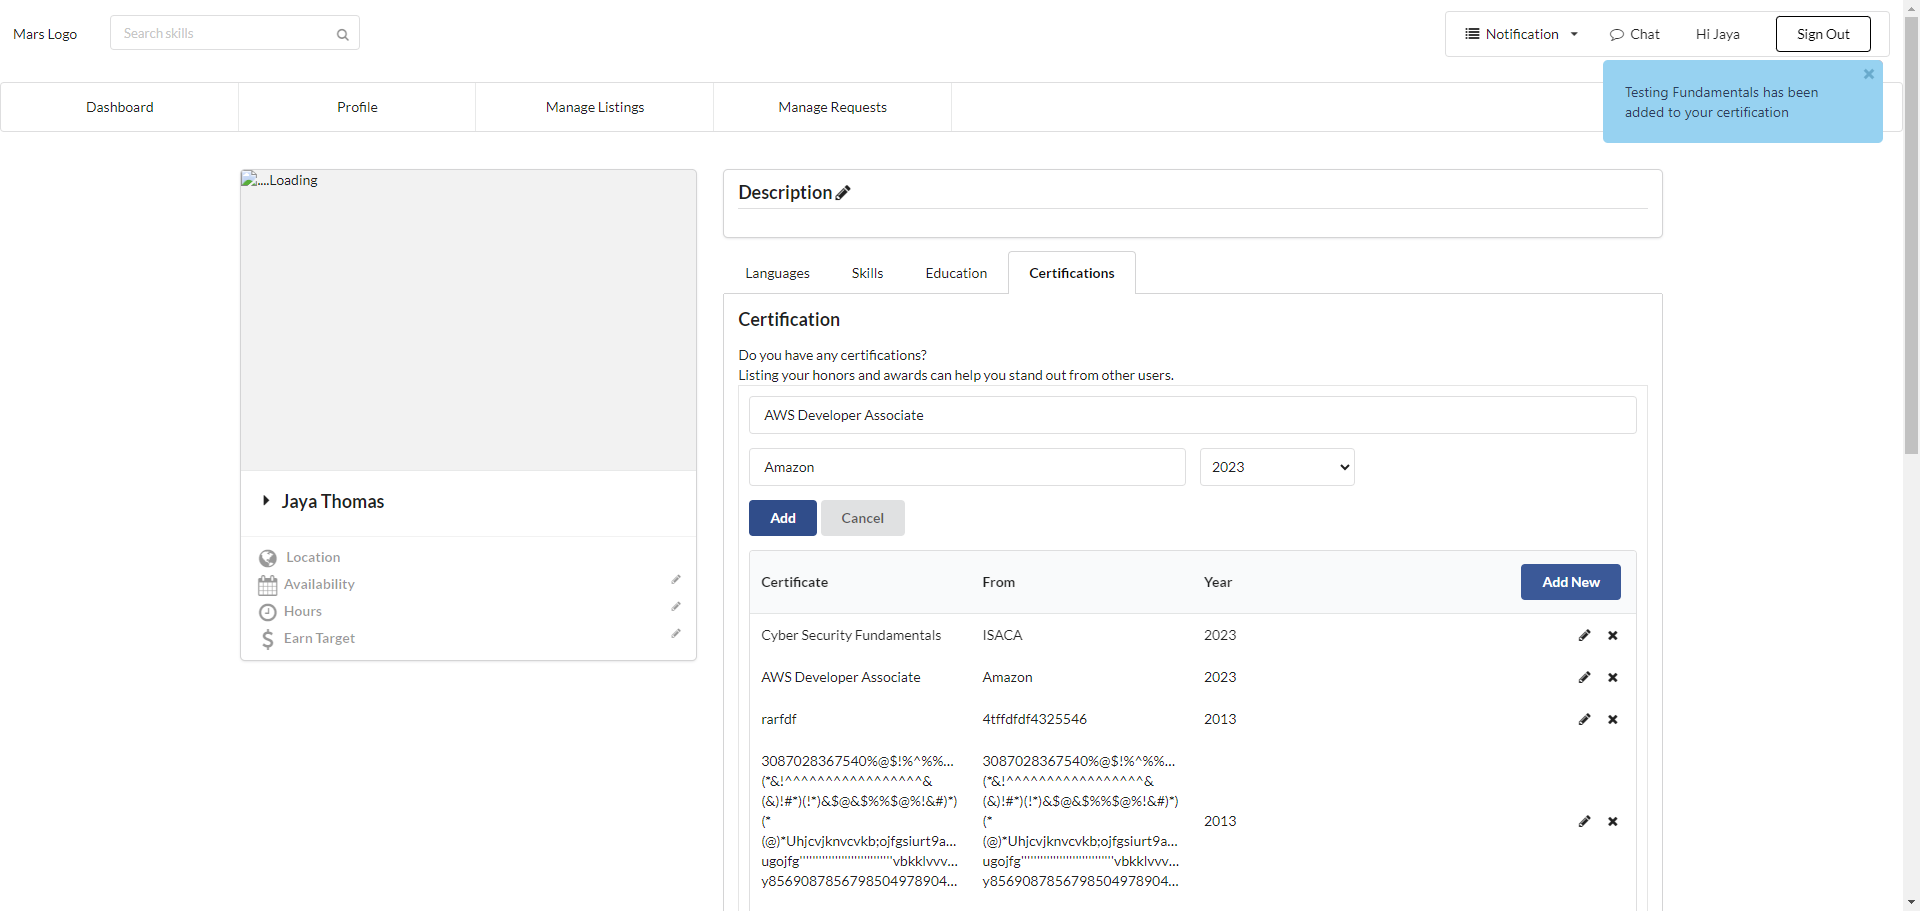 Mars Logo
Search skills
Notification
Chat
Hi Jaya
Sign Out
Testing Fundamentals has been
added to your certification
Dashboard
Profile
Manage Listings
Manage Requests
....Loading
Jaya Thomas
Location
Availability
Hours
Earn Target
Description
Languages
Skills
Education
Certifications
Certification
Do you have any certifications?
Listing your honors and awards can help you stand out from other users.
AWS Developer Associate
Amazon
2023
Add
Cancel
Certificate
From
Year
Add New
Cyber Security Fundamentals
ISACA
2023
AWS Developer Associate
Amazon
2023
rarfdf
4tffdfdf4325546
2013
3087028367540%@$!%^%%...
(*&!^^^^^^^^^^^^^^^^^&
(&)!#*)(!*)&$@&$%%$@%!&#)*)
(*
(@)*Uhjcvjknvcvkb;ojfgsiurt9a...
y8569087856798504978904...
3087028367540%@$!%^%%...
(*&!^^^^^^^^^^^^^^^^^&
(&)!#*)(!*)&$@&$%%$@%!&#)*)
(*
(@)*Uhjcvjknvcvkb;ojfgsiurt9a...
y8569087856798504978904...
2013